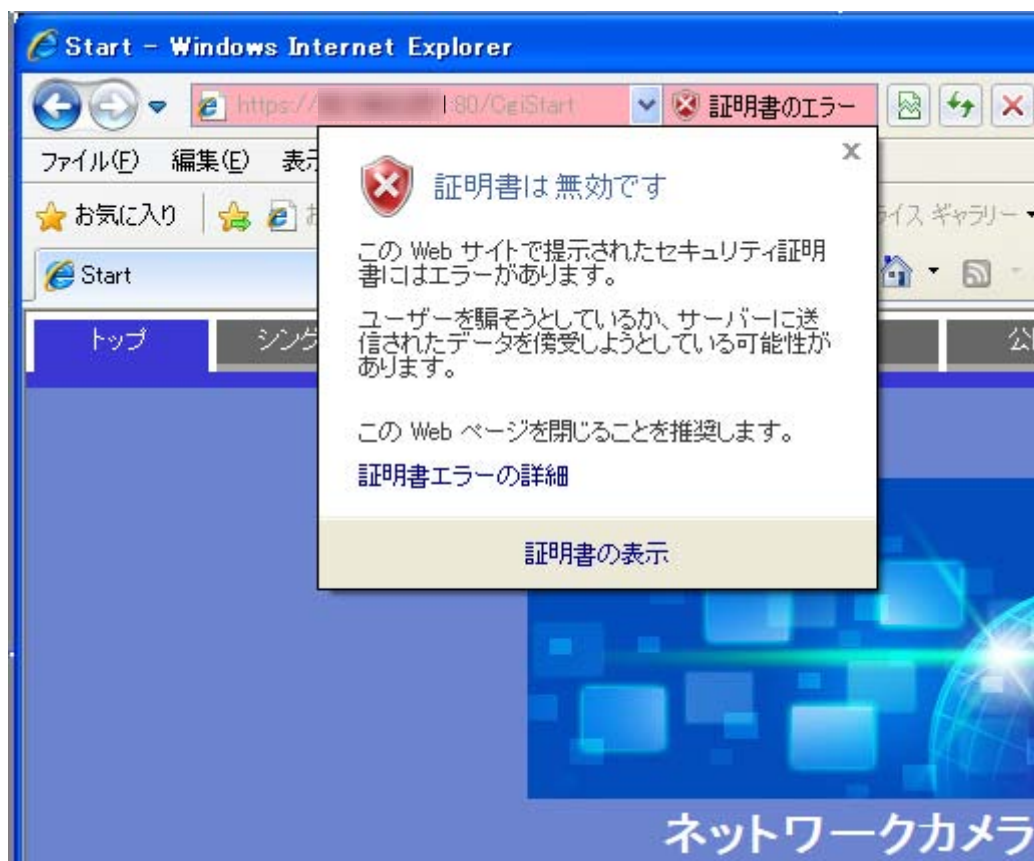 Start - Windows Internet Explorer
https:// :80/CgiStart 証明書のエラー
ファイル(F) 編集(E)
お気に入り
Start
トップ
証明書は無効です
この Web サイトで提示されたセキュリティ証明
書にはエラーがあります。
ユーザーを騙そうとしているか、サーバーに送
信されたデータを傍受しようとしている可能性が
あります。
この Web ページを閉じることを推奨します。
証明書エラーの詳細
証明書の表示
ギャラリー
ネットワークカメラ